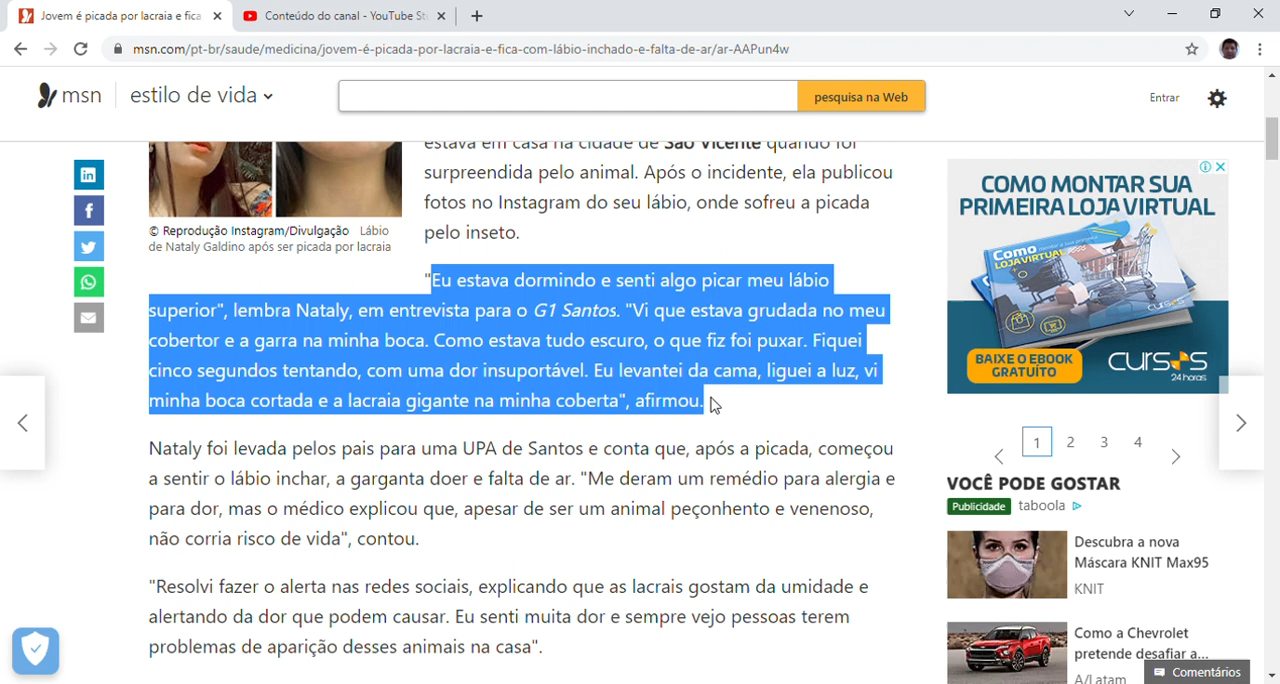 Jovem é picada por lacraia e fica
Conteúdo do canal - YouTube St
msn.com/pt-br/saude/medicina/jovem-é-picada-por-lacraia-e-fica-com-lábio-inchado-e-falta-de-ar/ar-AAPun4w
msn
estilo de vida
pesquisa na Web
Entrar
estava em casa na cidade de São Vicente quando foi
surpreendida pelo animal. Após o incidente, ela publicou
fotos no Instagram do seu lábio, onde sofreu a picada
pelo inseto.
© Reprodução Instagram/Divulgação Lábio
de Nataly Galdino após ser picada por lacraia
"Eu estava dormindo e senti algo picar meu lábio
superior", lembra Nataly, em entrevista para o G1 Santos. "Vi que estava grudada no meu
cobertor e a garra na minha boca. Como estava tudo escuro, o que fiz foi puxar. Fiquei
cinco segundos tentando, com uma dor insuportável. Eu levantei da cama, liguei a luz, vi
minha boca cortada e a lacraia gigante na minha coberta", afirmou.
Nataly foi levada pelos pais para uma UPA de Santos e conta que, após a picada, começou
a sentir o lábio inchar, a garganta doer e falta de ar. "Me deram um remédio para alergia e
para dor, mas o médico explicou que, apesar de ser um animal peçonhento e venenoso,
não corria risco de vida", contou.
"Resolvi fazer o alerta nas redes sociais, explicando que as lacrais gostam da umidade e
alertando da dor que podem causar. Eu senti muita dor e sempre vejo pessoas terem
problemas de aparição desses animais na casa".
COMO MONTAR SUA
PRIMEIRA LOJA VIRTUAL
Como
LOJA VIRTUAL
BAIXE O EBOOK
GRATUÍTO
CURSOS
24 horas
1 2 3 4
VOCÊ PODE GOSTAR
Publicidade taboola
Descubra a nova
Máscara KNIT Max95
KNIT
Como a Chevrolet
pretende desafiar a...
A/Latam
Comentários